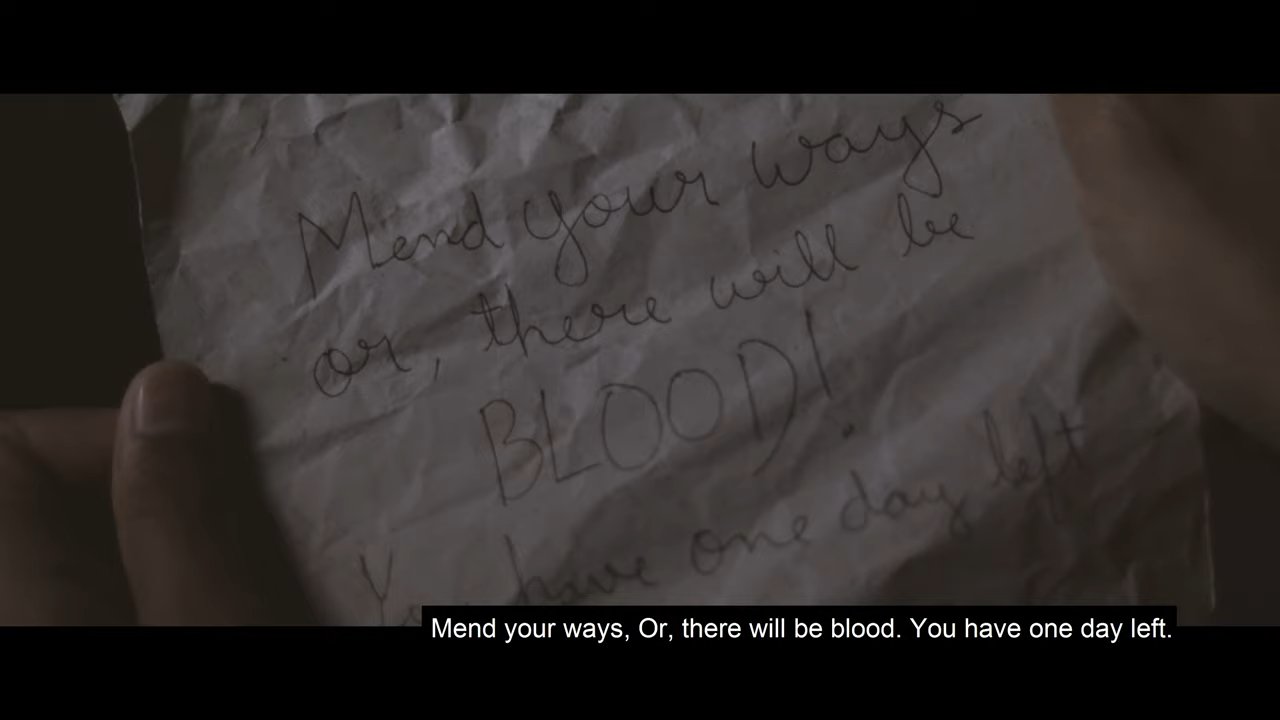 Mend your ways
or, there will be
BLOOD!
You have one day left
Mend your ways, Or, there will be blood. You have one day left.